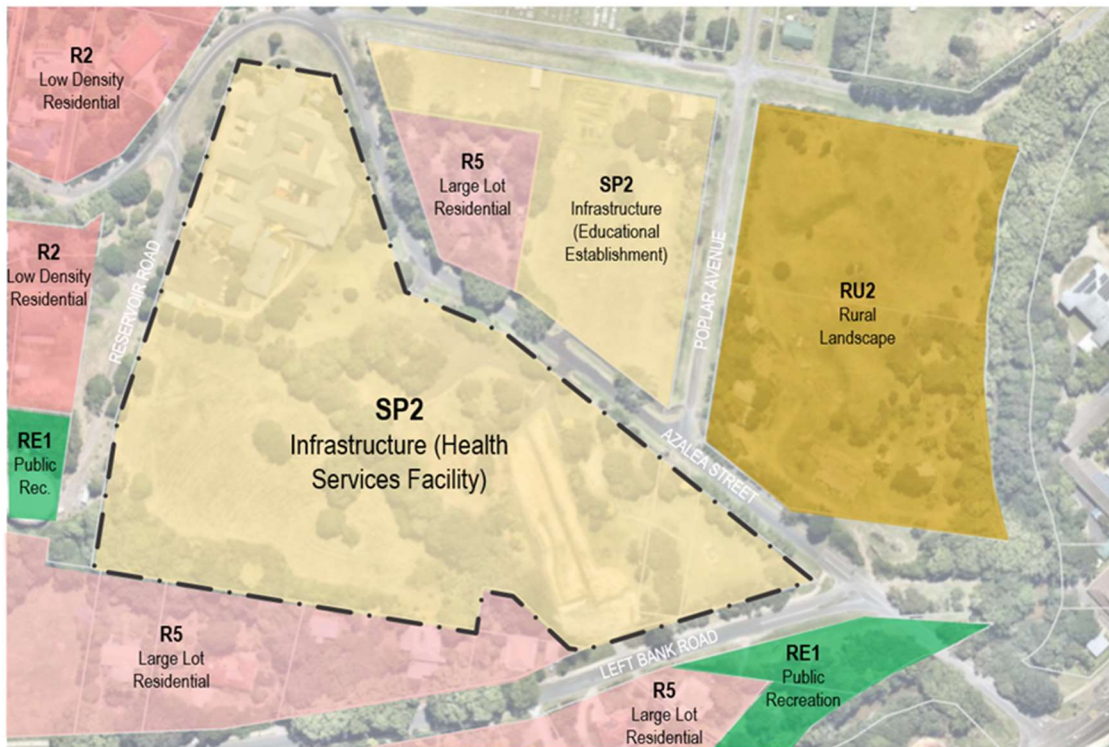 R2
Low Density
Residential
R5
Large Lot
Residential
SP2
Infrastructure
(Educational
Establishment)
R2
Low Density
Residential
RESERVOIR ROAD
POPLAR AVENUE
RU2
Rural
Landscape
SP2
Infrastructure (Health
Services Facility)
RE1
Public
Rec.
AZALEA STREET
R5
Large Lot
Residential
LEFT BANK ROAD
RE1
Public
Recreation
R5
Large Lot
Residential